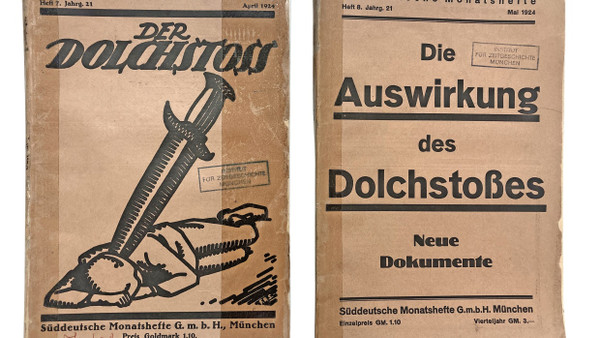 Heft 7. Jahrg. 21 April 1924
DER
DOLCHSTOSS
INSTITUT
FÜR ZEITGESCHICHTE
MÜNCHEN
Süddeutsche Monatshefte G. m. b. H., München
Preis Goldmark 1.10.
Monatshefte
Heft 8. Jahrg. 21 Mai 1924
INSTITUT
FÜR ZEITGESCHICHTE
MÜNCHEN
Die
Auswirkung
des
Dolchstoßes
Neue
Dokumente
Süddeutsche Monatshefte G.m.b.H. München
Einzelpreis GM. 1.10 Vierteljahr GM. 3.—